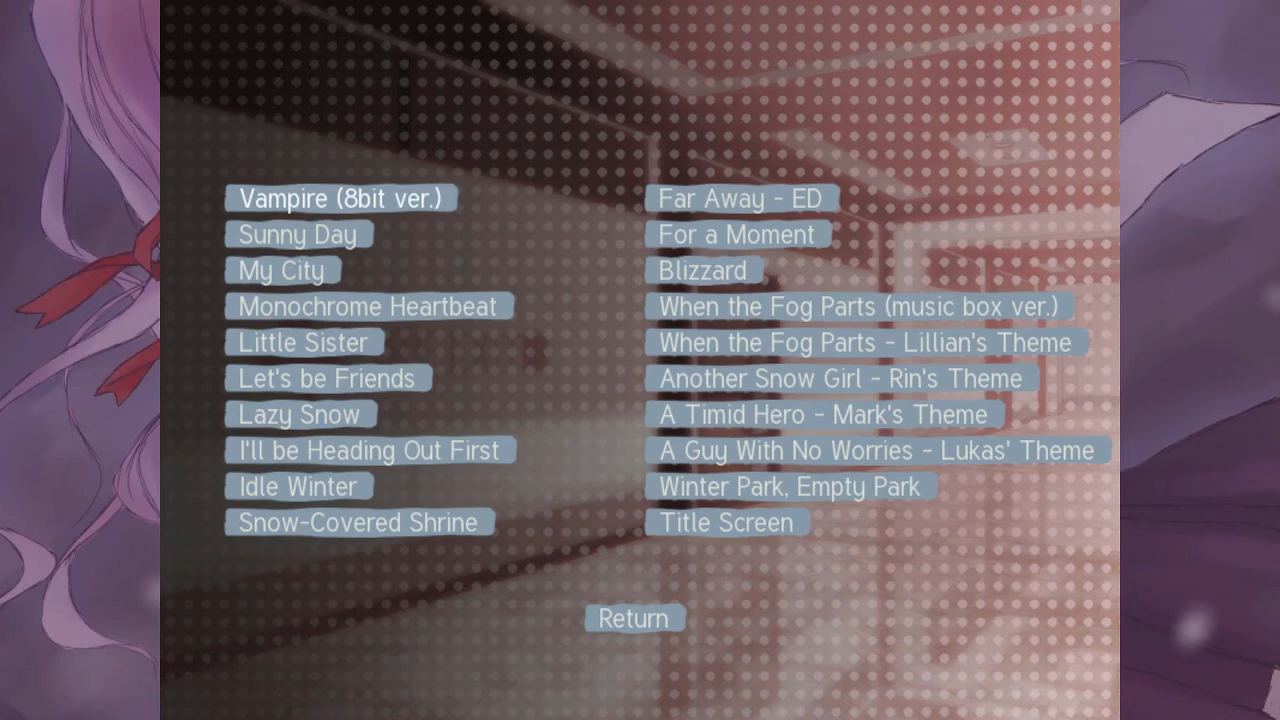 Vampire (8bit ver.)
Sunny Day
My City
Monochrome Heartbeat
Little Sister
Let's be Friends
Lazy Snow
I'll be Heading Out First
Idle Winter
Snow-Covered Shrine
Far Away - ED
For a Moment
Blizzard
When the Fog Parts (music box ver.)
When the Fog Parts - Lillian's Theme
Another Snow Girl - Rin's Theme
A Timid Hero - Mark's Theme
A Guy With No Worries - Lukas' Theme
Winter Park, Empty Park
Title Screen
Return